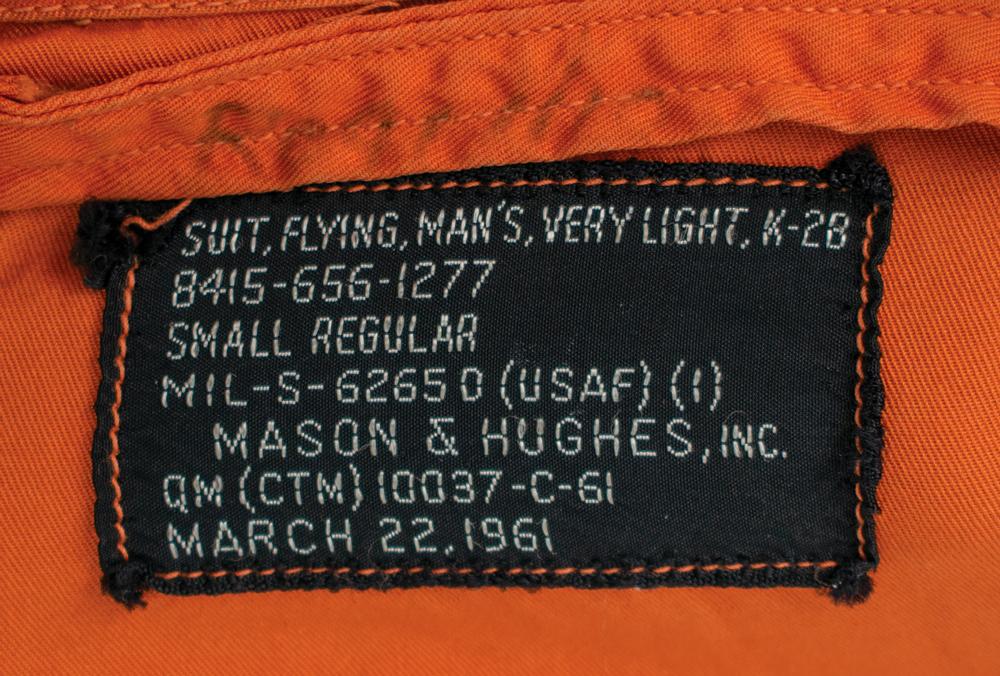 SUIT, FLYING, MAN'S, VERY LIGHT, K-2B
8415-656-1277
SMALL REGULAR
MIL-S-62650 (USAF) (1)
MASON & HUGHES, INC.
QM (CTM) 10037-C-61
MARCH 22, 1961